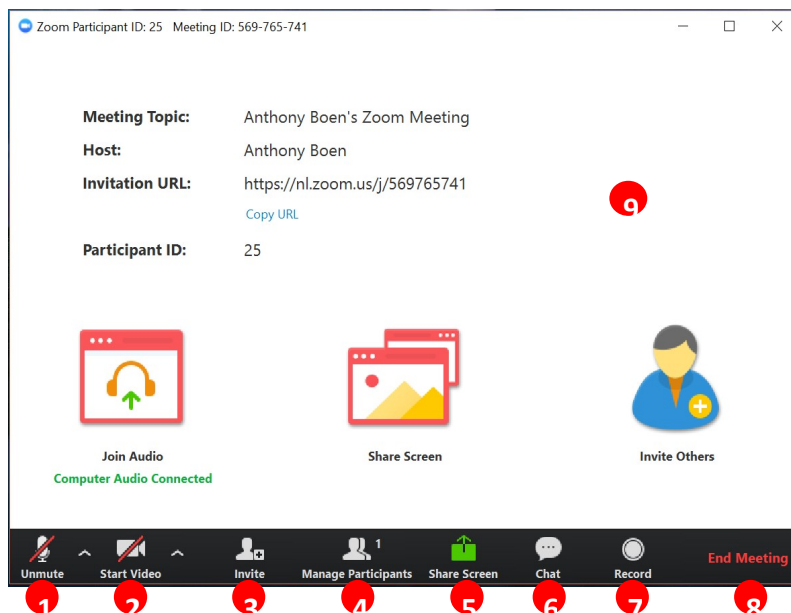 Zoom Participant ID: 25 Meeting ID: 569-765-741
Meeting Topic: Anthony Boen's Zoom Meeting
Host: Anthony Boen
Invitation URL: https://nl.zoom.us/j/569765741
Copy URL
9
Participant ID: 25
Join Audio Share Screen Invite Others
Computer Audio Connected
1
Unmute Start Video Invite Manage Participants Share Screen Chat Record End Meeting
1 2 3 4 5 6 7 8